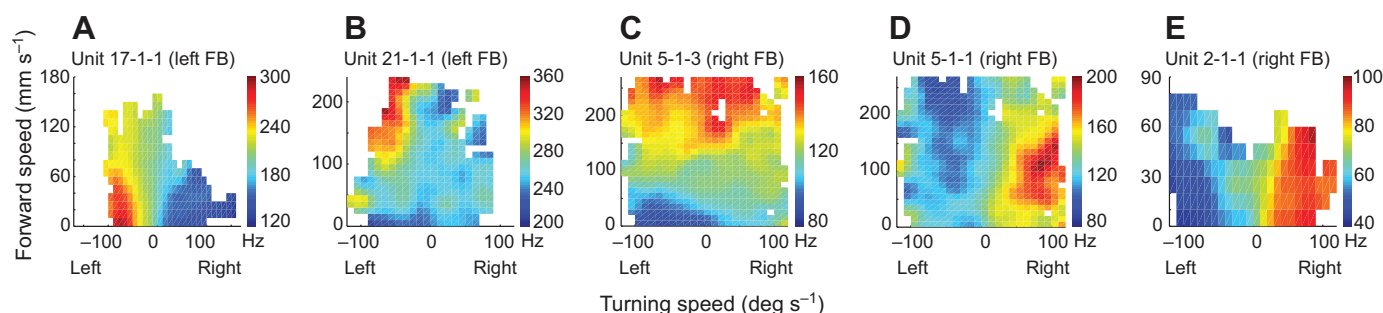 A B C D E
Unit 17-1-1 (left FB) Unit 21-1-1 (left FB) Unit 5-1-3 (right FB) Unit 5-1-1 (right FB) Unit 2-1-1 (right FB)
Forward speed (mm s⁻¹)
180 140 100 60 20 0
300 240 180 120
–100 0 100 Hz
Left Right
200 100 0
360 320 280 240 200
–100 0 Hz
Left Right
200 100 0
160 120 80
–100 0 100 Hz
Left Right
200 100 0
200 160 120 80
–100 0 100 Hz
Left Right
90 60 30 0
100 80 60 40
–100 0 100 Hz
Left Right
Turning speed (deg s⁻¹)